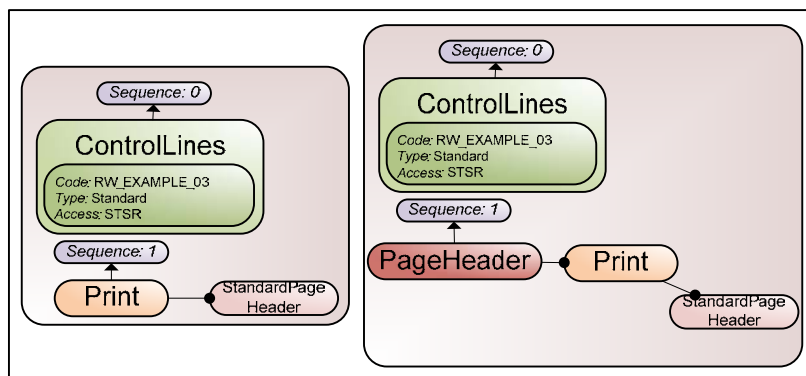 Sequence: 0
ControlLines
Code: RW_EXAMPLE_03
Type: Standard
Access: STSR
Sequence: 1
Print
StandardPage
Header
Sequence: 0
ControlLines
Code: RW_EXAMPLE_03
Type: Standard
Access: STSR
Sequence: 1
PageHeader
Print
StandardPage
Header